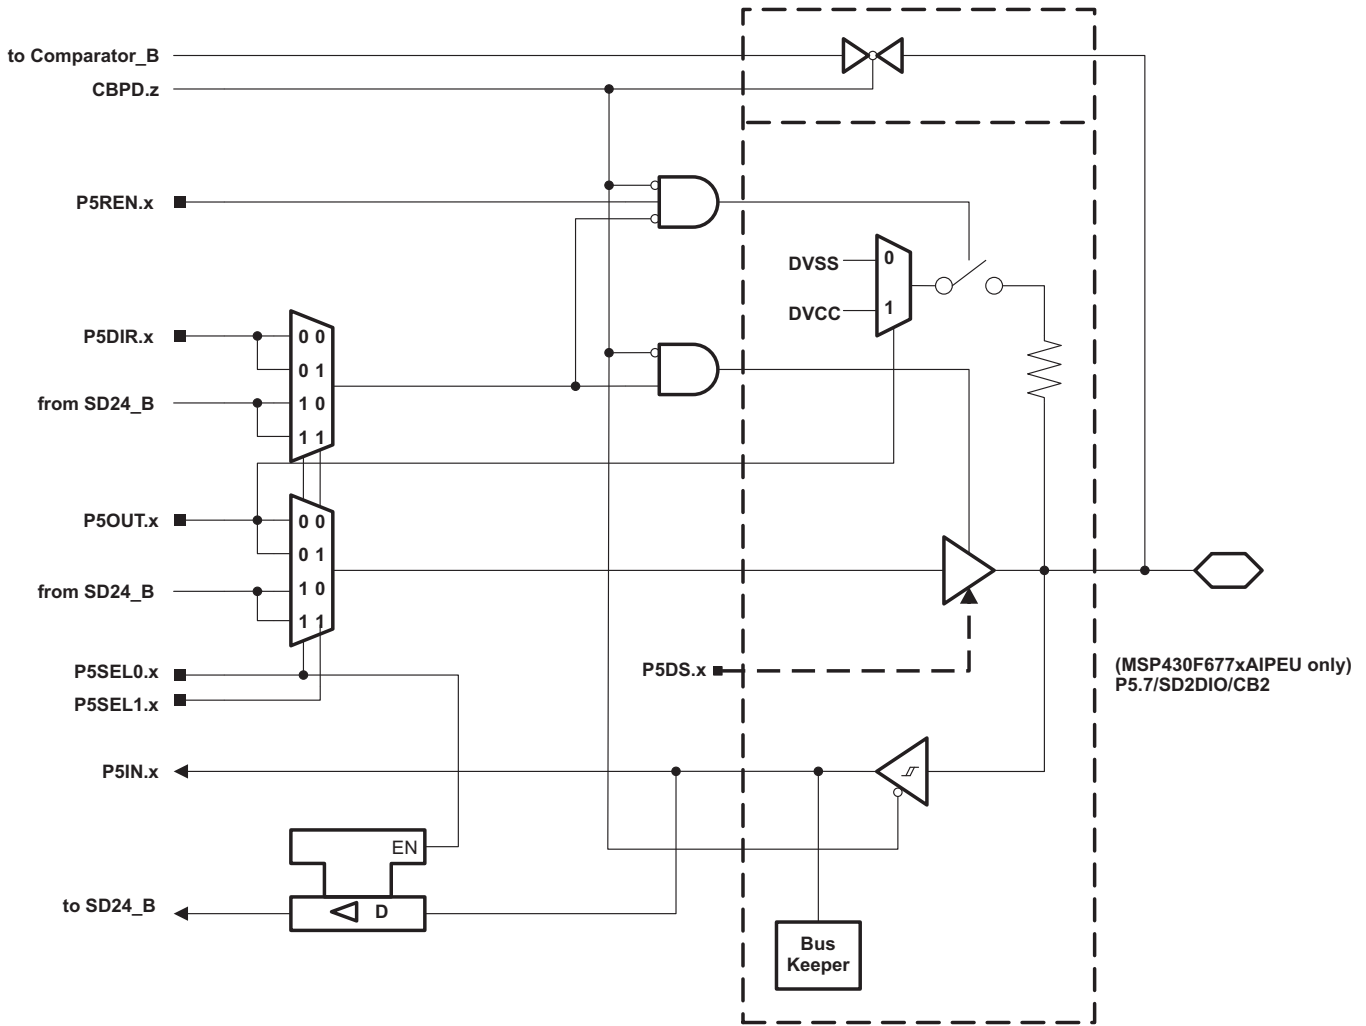 to Comparator_B
CBPD.z
P5REN.x
DVSS
0
DVCC
1
P5DIR.x
0 0
0 1
from SD24_B
1 0
1 1
P5OUT.x
0 0
0 1
from SD24_B
1 0
1 1
P5SEL0.x
P5SEL1.x
P5DS.x
(MSP430F677xAIPEU only)
P5.7/SD2DIO/CB2
P5IN.x
EN
to SD24_B
D
Bus
Keeper